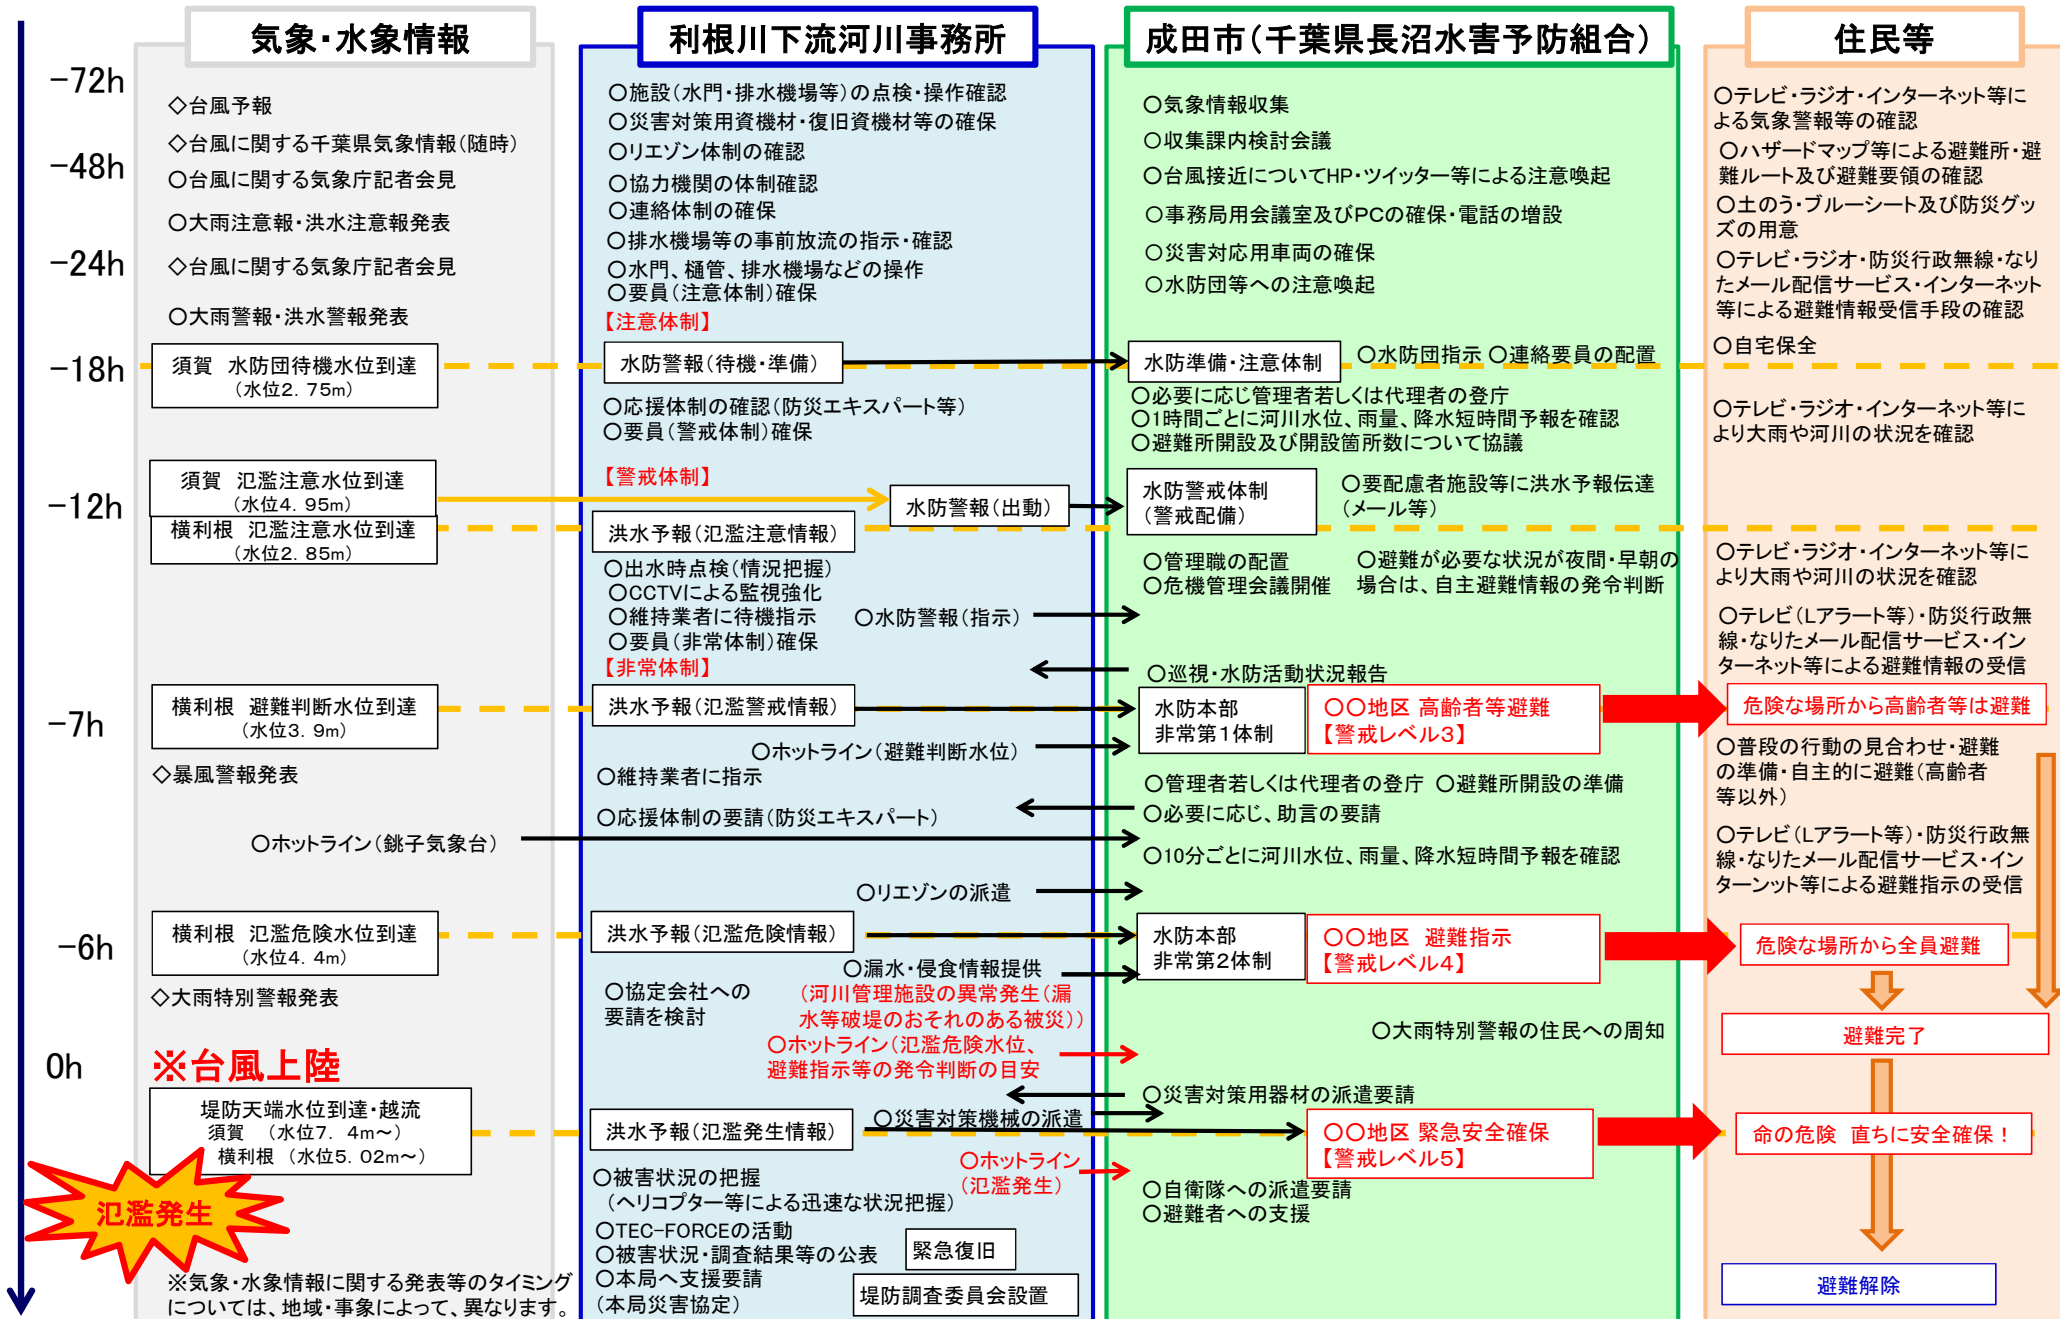 気象・水象情報
利根川下流河川事務所
成田市（千葉県長沼水害予防組合）
住民等
-72h
-48h
-24h
-18h
-12h
-7h
-6h
0h
◇台風予報
◇台風に関する千葉県気象情報（随時）
〇台風に関する気象庁記者会見
〇大雨注意報・洪水注意報発表
◇台風に関する気象庁記者会見
〇大雨警報・洪水警報発表
須賀　水防団待機水位到達
（水位2．75m）
須賀　氾濫注意水位到達
（水位4．95m）
横利根　氾濫注意水位到達
（水位2．85m）
横利根　避難判断水位到達
（水位3．9m）
◇暴風警報発表
〇ホットライン（銚子気象台）
横利根　氾濫危険水位到達
（水位4．4m）
◇大雨特別警報発表
※台風上陸
堤防天端水位到達・越流
須賀　（水位7．4m～）
横利根　（水位5．02m～）
氾濫発生
※気象・水象情報に関する発表等のタイミング
については、地域・事象によって、異なります。
〇施設（水門・排水機場等）の点検・操作確認
〇災害対策用資機材・復旧資機材等の確保
〇リエゾン体制の確認
〇協力機関の体制確認
〇連絡体制の確保
〇排水機場等の事前放流の指示・確認
〇水門、樋管、排水機場などの操作
〇要員（注意体制）確保
【注意体制】
水防警報（待機・準備）
〇応援体制の確認（防災エキスパート等）
〇要員（警戒体制）確保
【警戒体制】
水防警報（出動）
洪水予報（氾濫注意情報）
〇出水時点検（情況把握）
〇CCTVによる監視強化
〇維持業者に待機指示
〇水防警報（指示）
〇要員（非常体制）確保
【非常体制】
洪水予報（氾濫警戒情報）
〇ホットライン（避難判断水位）
〇維持業者に指示
〇応援体制の要請（防災エキスパート）
〇リエゾンの派遣
洪水予報（氾濫危険情報）
〇漏水・侵食情報提供
〇協定会社への
要請を検討
（河川管理施設の異常発生（漏
水等破堤のおそれのある被災））
〇ホットライン（氾濫危険水位、
避難指示等の発令判断の目安
〇災害対策機械の派遣
洪水予報（氾濫発生情報）
〇ホットライン
（氾濫発生）
〇被害状況の把握
（ヘリコプター等による迅速な状況把握）
〇TEC-FORCEの活動
〇被害状況・調査結果等の公表
〇本局へ支援要請
（本局災害協定）
緊急復旧
堤防調査委員会設置
〇気象情報収集
〇収集課内検討会議
〇台風接近についてHP・ツイッター等による注意喚起
〇事務局用会議室及びPCの確保・電話の増設
〇災害対応用車両の確保
〇水防団等への注意喚起
水防準備・注意体制
〇水防団指示 〇連絡要員の配置
〇必要に応じ管理者若しくは代理者の登庁
〇1時間ごとに河川水位、雨量、降水短時間予報を確認
〇避難所開設及び開設箇所数について協議
水防警戒体制
（警戒配備）
〇要配慮者施設等に洪水予報伝達
（メール等）
〇管理職の配置
〇危機管理会議開催
〇避難が必要な状況が夜間・早朝の
場合は、自主避難情報の発令判断
〇巡視・水防活動状況報告
水防本部
非常第1体制
〇〇地区 高齢者等避難
【警戒レベル3】
〇管理者若しくは代理者の登庁 〇避難所開設の準備
〇必要に応じ、助言の要請
〇10分ごとに河川水位、雨量、降水短時間予報を確認
水防本部
非常第2体制
〇〇地区　避難指示
【警戒レベル4】
〇大雨特別警報の住民への周知
〇災害対策用器材の派遣要請
〇〇地区 緊急安全確保
【警戒レベル5】
〇自衛隊への派遣要請
〇避難者への支援
〇テレビ・ラジオ・インターネット等に
よる気象警報等の確認
〇ハザードマップ等による避難所・避
難ルート及び避難要領の確認
〇土のう・ブルーシート及び防災グッ
ズの用意
〇テレビ・ラジオ・防災行政無線・なり
たメール配信サービス・インターネット
等による避難情報受信手段の確認
〇自宅保全
〇テレビ・ラジオ・インターネット等に
より大雨や河川の状況を確認
〇テレビ・ラジオ・インターネット等に
より大雨や河川の状況を確認
〇テレビ（Lアラート等）・防災行政無
線・なりたメール配信サービス・イン
ターネット等による避難情報の受信
危険な場所から高齢者等は避難
〇普段の行動の見合わせ・避難
の準備・自主的に避難（高齢者
等以外）
〇テレビ（Lアラート等）・防災行政無
線・なりたメール配信サービス・イン
ターンット等による避難指示の受信
危険な場所から全員避難
避難完了
命の危険　直ちに安全確保！
避難解除